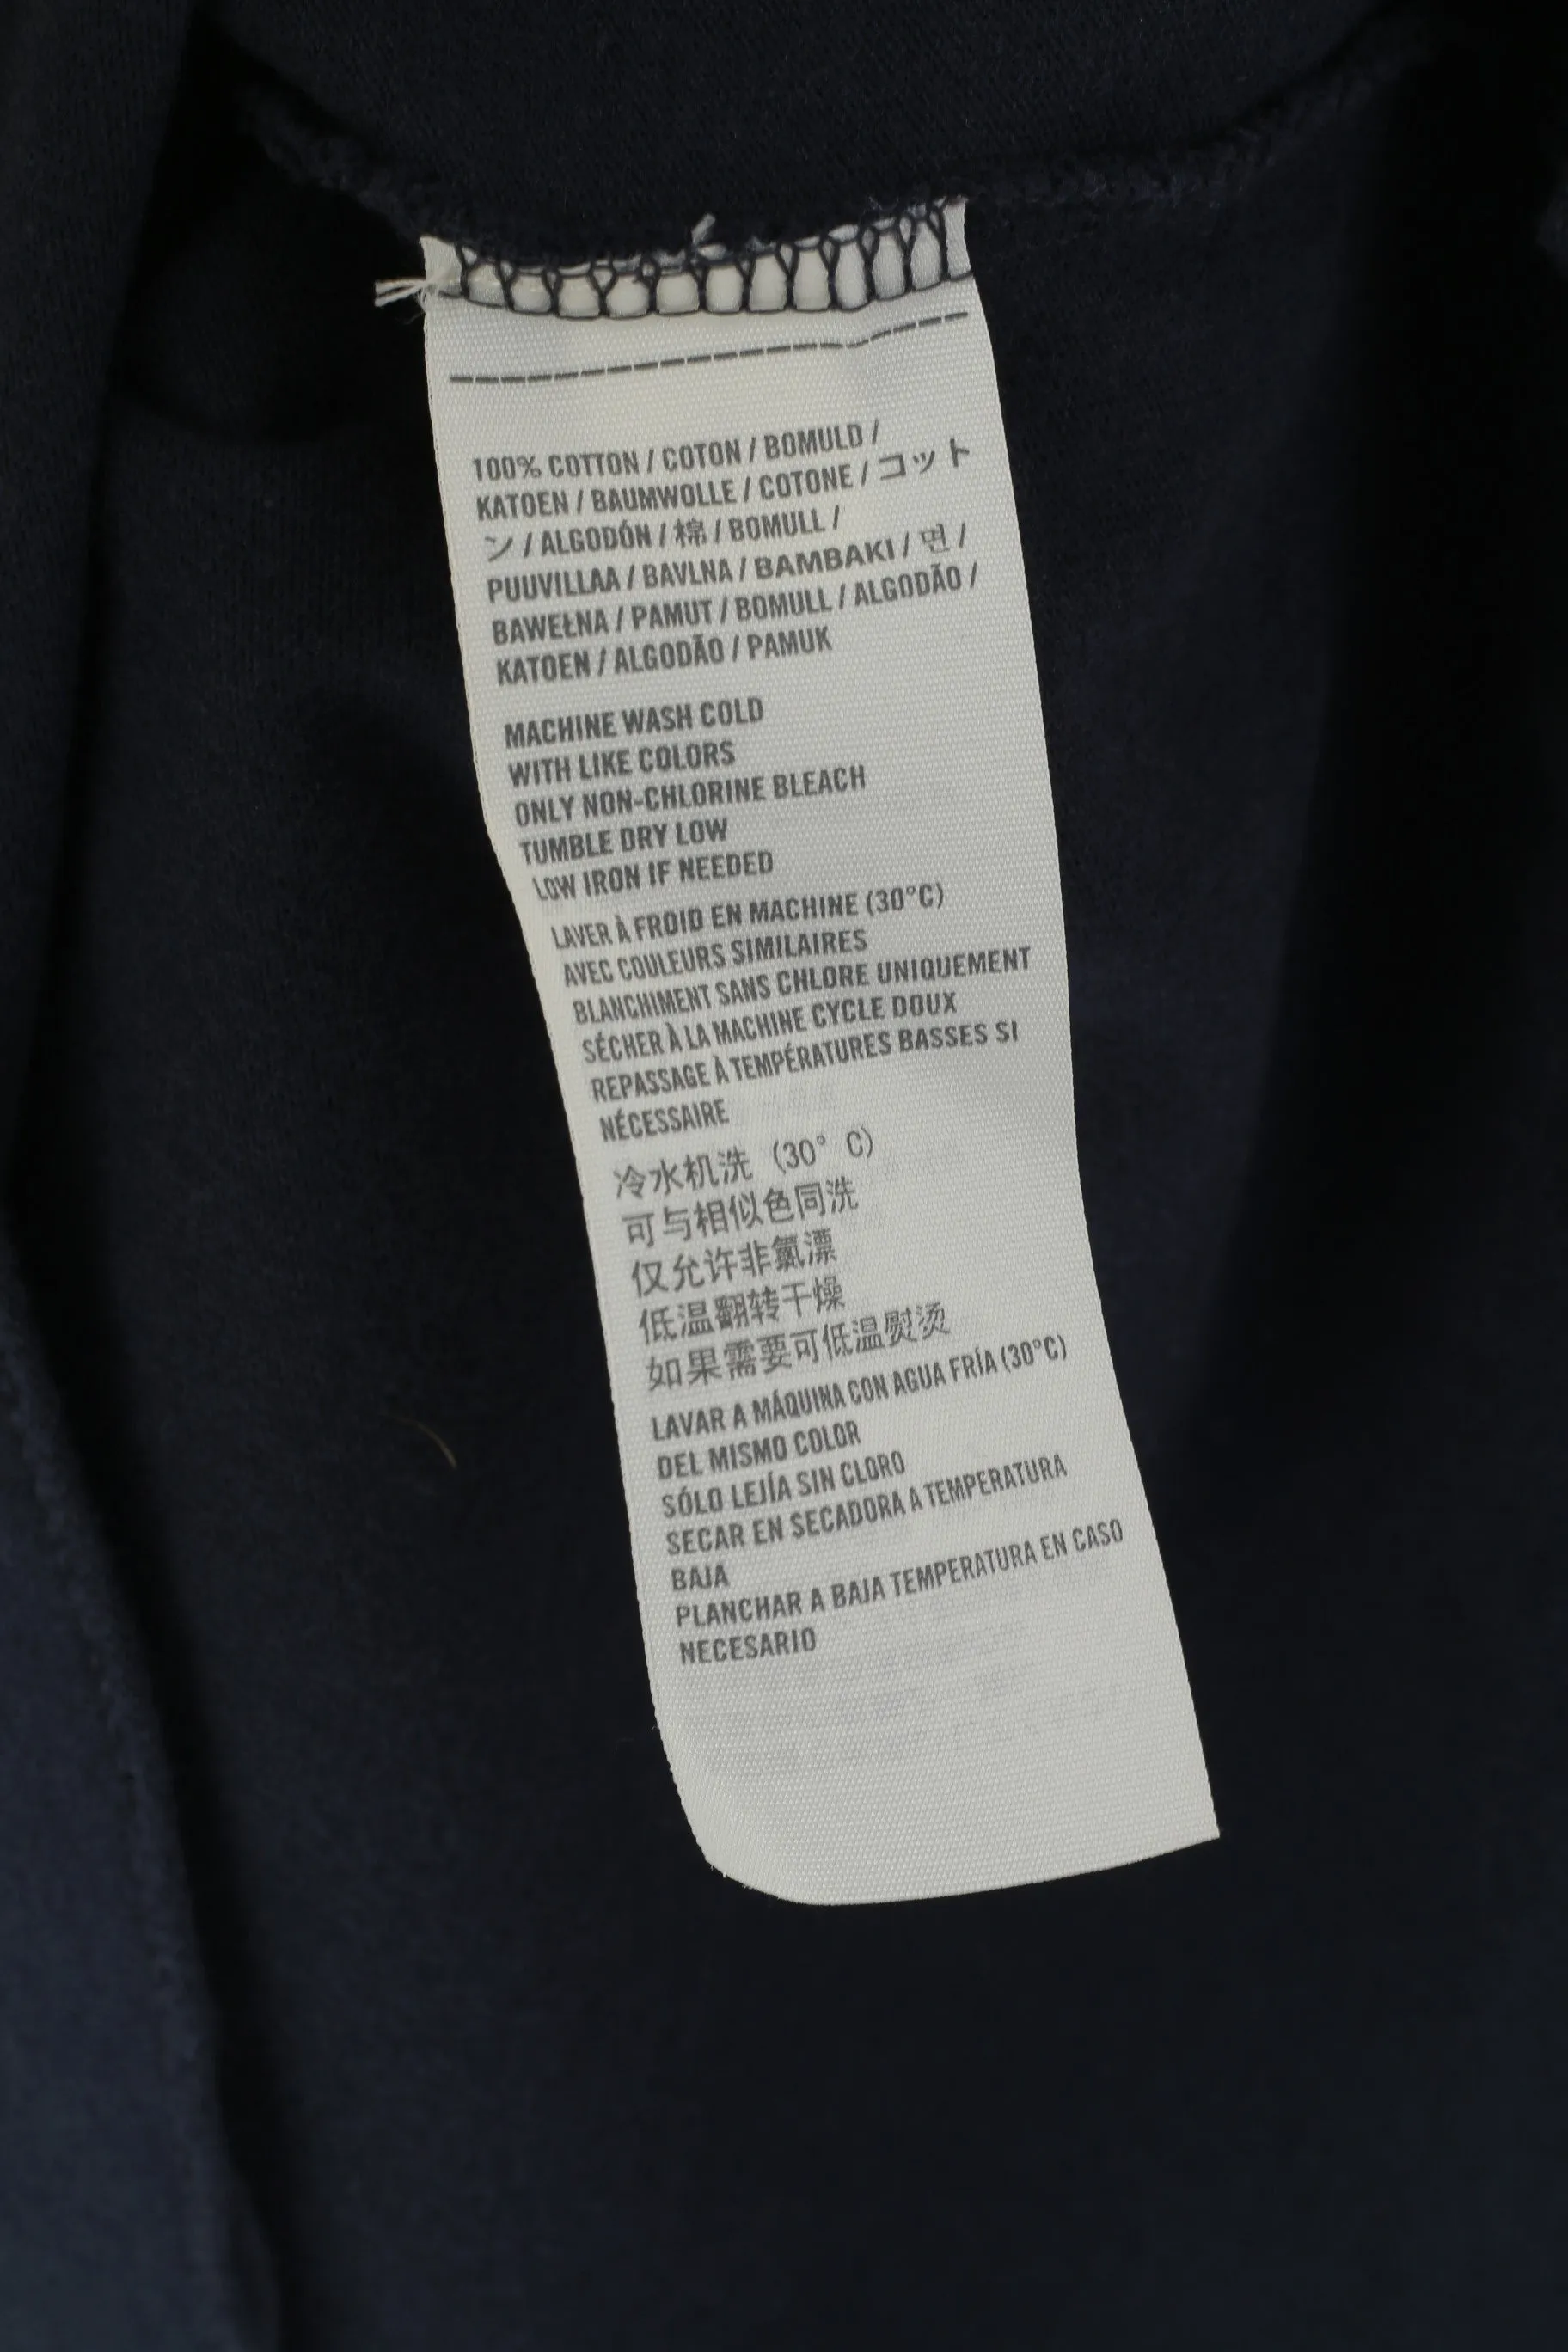 100% COTTON / COTON / BOMULD /
KATOEN / BAUMWOLLE / COTONE / コット
ン / ALGODÓN / 棉 / BOMULL /
PUUVILLAA / BAVLNA / BAMBAKI / 면 /
BAWEŁNA / PAMUT / BOMULL / ALGODÃO /
KATOEN / ALGODÃO / PAMUK
MACHINE WASH COLD
WITH LIKE COLORS
ONLY NON-CHLORINE BLEACH
TUMBLE DRY LOW
LOW IRON IF NEEDED
LAVER À FROID EN MACHINE (30°C)
AVEC COULEURS SIMILAIRES
BLANCHIMENT SANS CHLORE UNIQUEMENT
SÉCHER À LA MACHINE CYCLE DOUX
REPASSAGE À TEMPÉRATURES BASSES SI
NÉCESSAIRE
冷水机洗 (30° C)
可与相似色同洗
仅允许非氯漂
低温翻转干燥
如果需要可低温熨烫
LAVAR A MÁQUINA CON AGUA FRÍA (30°C)
DEL MISMO COLOR
SÓLO LEJÍA SIN CLORO
SECAR EN SECADORA A TEMPERATURA
BAJA
PLANCHAR A BAJA TEMPERATURA EN CASO
NECESARIO